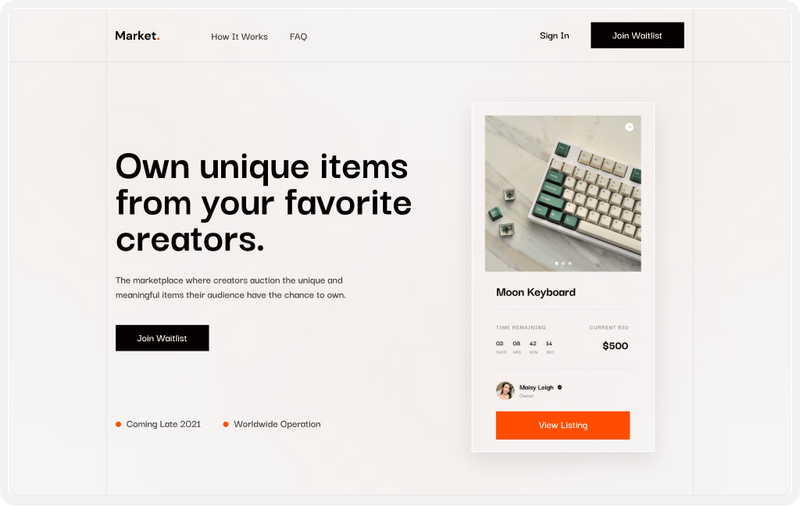 Market.
How It Works
FAQ
Sign In
Join Waitlist
Own unique items
from your favorite
creators.
The marketplace where creators auction the unique and
meaningful items their audience have the chance to own.
Join Waitlist
Coming Late 2021
Worldwide Operation
Moon Keyboard
TIME REMAINING
CURRENT BID
03 08 42 14
DAYS HRS MIN SEC
$500
Maisy Leigh
Owner
View Listing